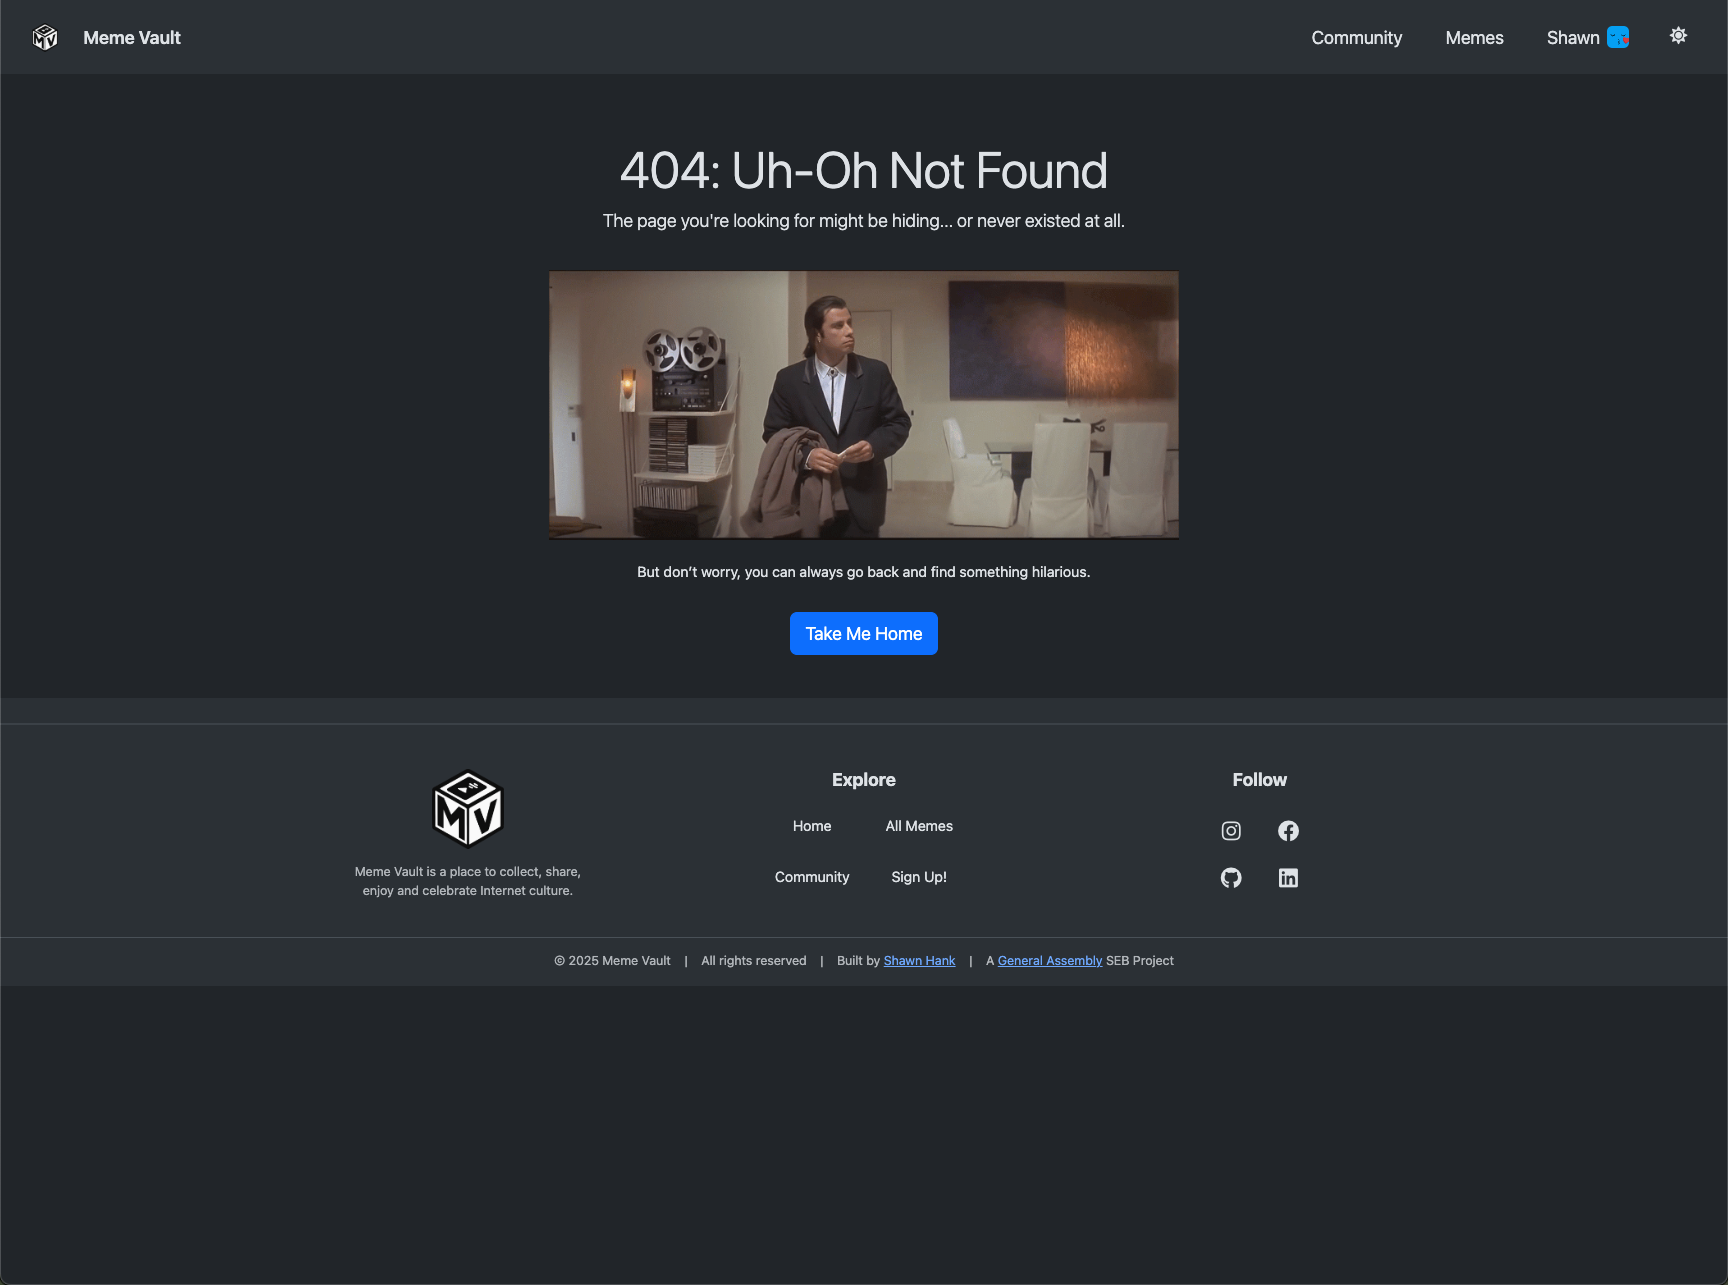 MV
Meme Vault
Community
Memes
Shawn
404: Uh-Oh Not Found
The page you're looking for might be hiding... or never existed at all.
But don’t worry, you can always go back and find something hilarious.
Take Me Home
MV
Meme Vault is a place to collect, share,
enjoy and celebrate Internet culture.
Explore
Home
All Memes
Community
Sign Up!
Follow
© 2025 Meme Vault | All rights reserved | Built by Shawn Hank | A General Assembly SEB Project